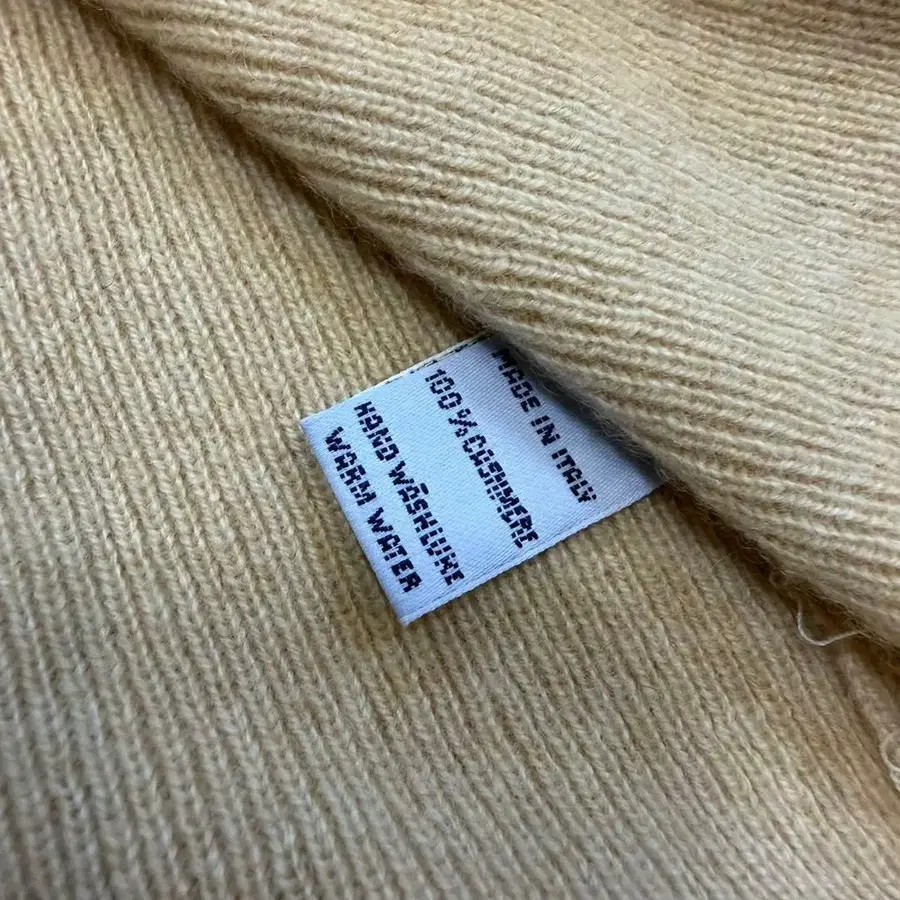 MADE IN ITALY
100% CASHMERE
HAND WASH LUKE
WARM WATER